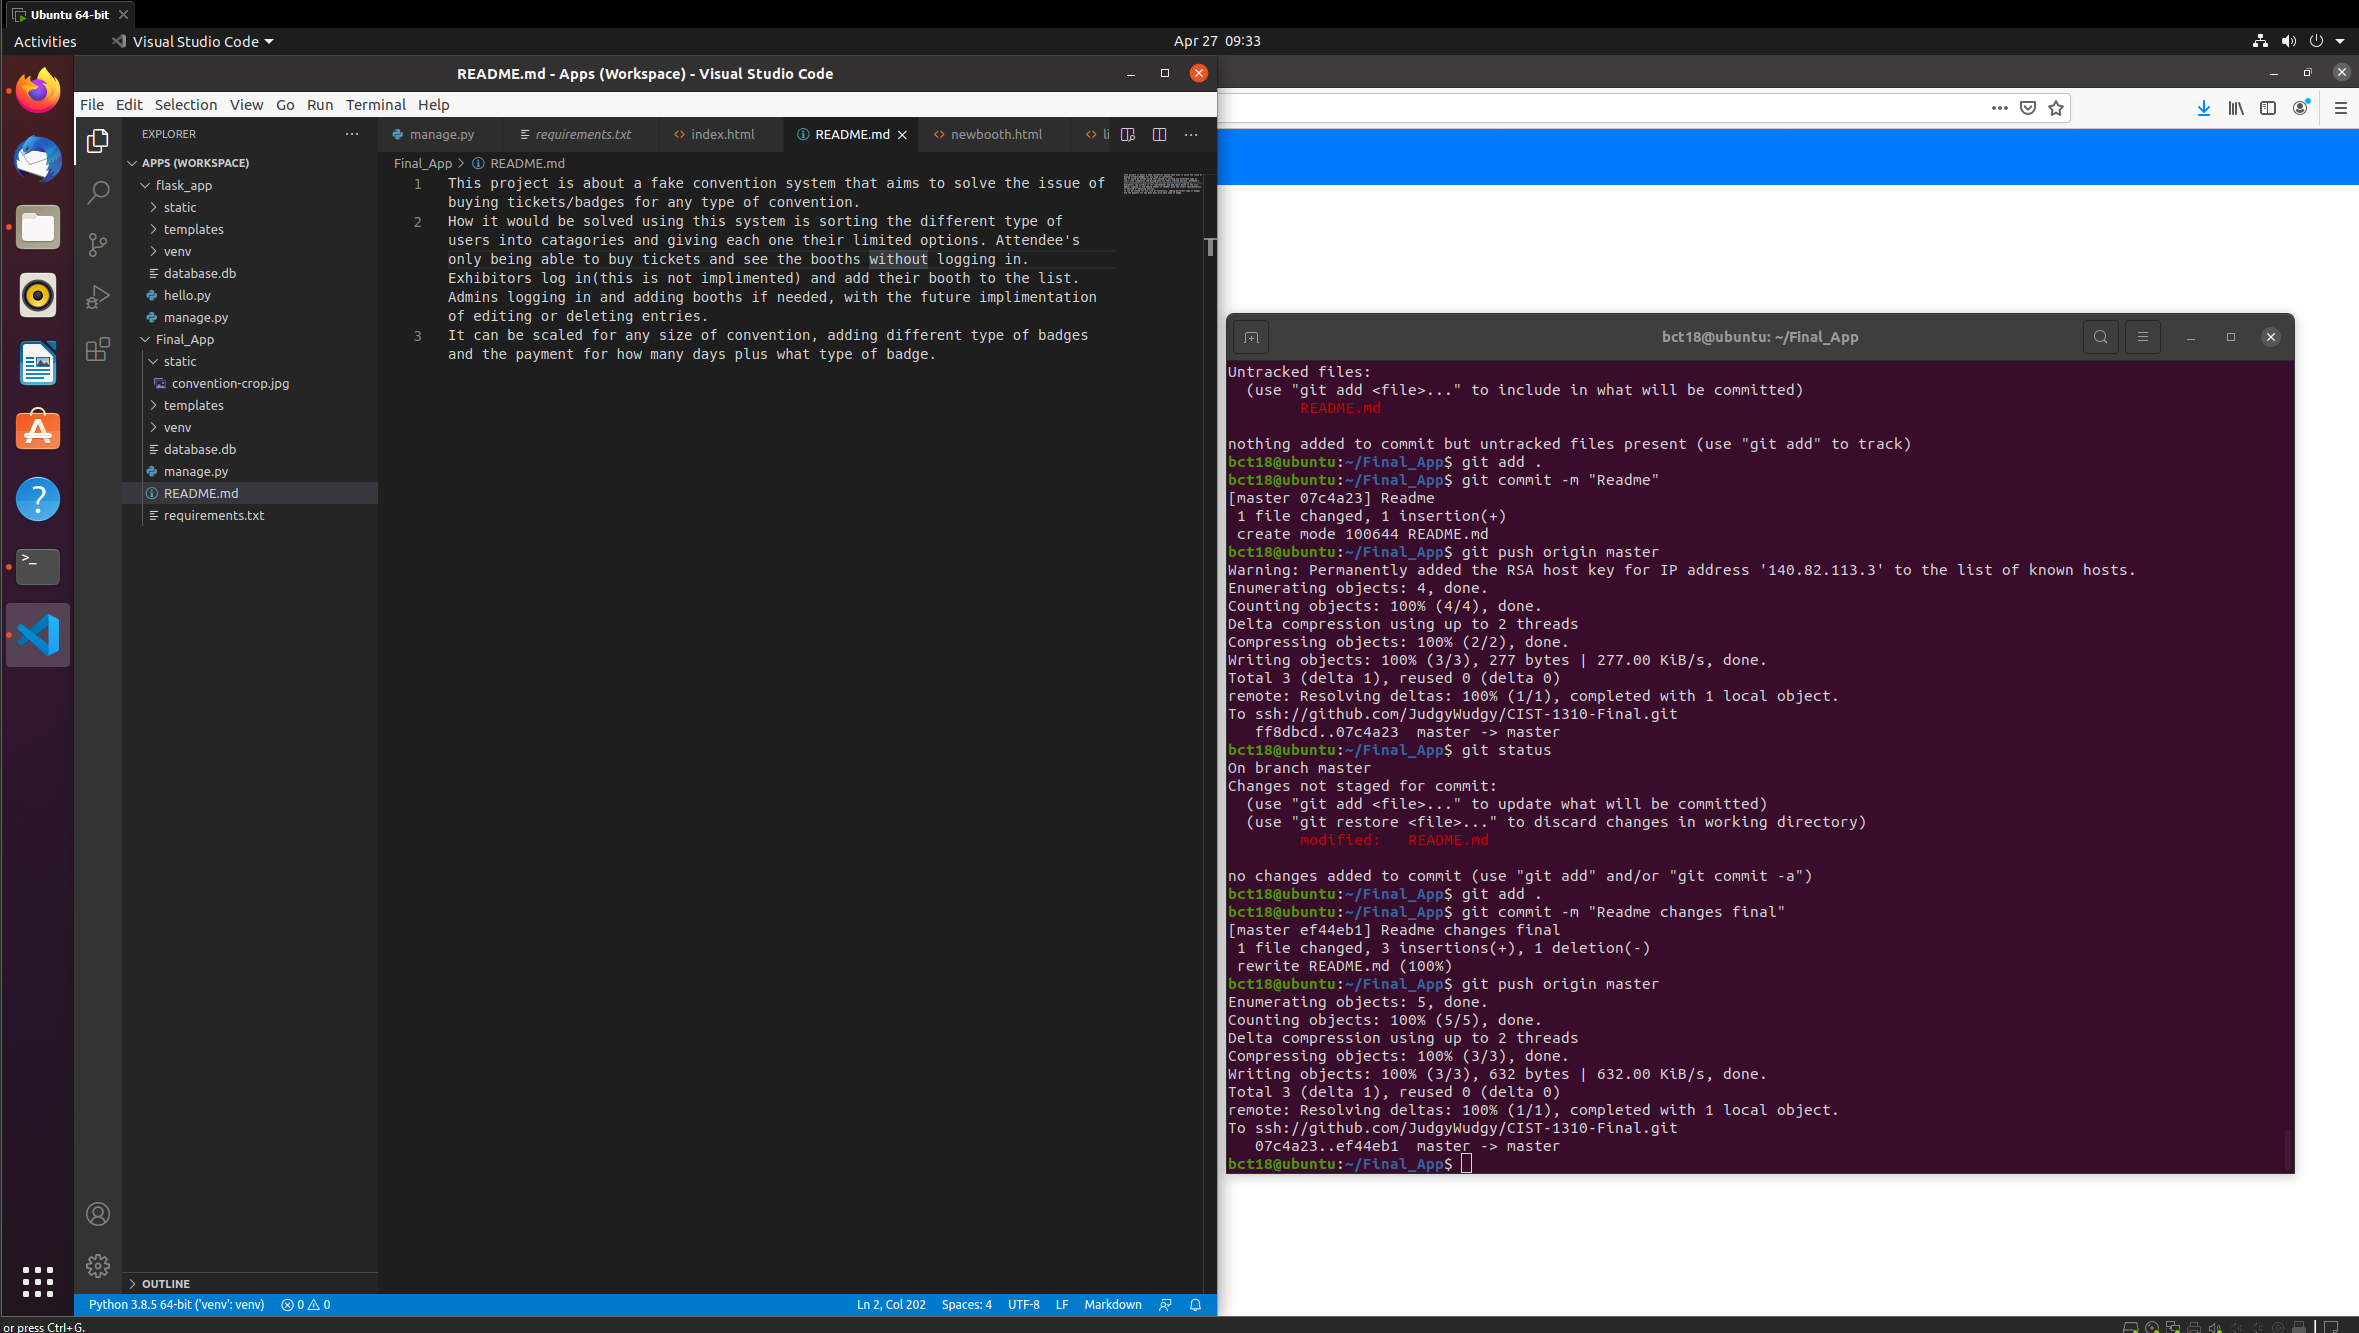 Ubuntu 64-bit
Activities
Visual Studio Code
Apr 27 09:33
README.md - Apps (Workspace) - Visual Studio Code
File Edit Selection View Go Run Terminal Help
EXPLORER
APPS (WORKSPACE)
flask_app
static
templates
venv
database.db
hello.py
manage.py
Final_App
static
convention-crop.jpg
templates
venv
database.db
manage.py
README.md
requirements.txt
OUTLINE
manage.py
requirements.txt
index.html
README.md
newbooth.html
li
Final_App > README.md
1 This project is about a fake convention system that aims to solve the issue of
buying tickets/badges for any type of convention.
2 How it would be solved using this system is sorting the different type of
users into catagories and giving each one their limited options. Attendee's
only being able to buy tickets and see the booths without logging in.
Exhibitors log in(this is not implimented) and add their booth to the list.
Admins logging in and adding booths if needed, with the future implimentation
of editing or deleting entries.
3 It can be scaled for any size of convention, adding different type of badges
and the payment for how many days plus what type of badge.
Python 3.8.5 64-bit ('venv': venv)
0 0
Ln 2, Col 202
Spaces: 4
UTF-8
LF
Markdown
bct18@ubuntu: ~/Final_App
Untracked files:
(use "git add <file>..." to include in what will be committed)
README.md
nothing added to commit but untracked files present (use "git add" to track)
bct18@ubuntu:~/Final_App$ git add .
bct18@ubuntu:~/Final_App$ git commit -m "Readme"
[master 07c4a23] Readme
1 file changed, 1 insertion(+)
create mode 100644 README.md
bct18@ubuntu:~/Final_App$ git push origin master
Warning: Permanently added the RSA host key for IP address '140.82.113.3' to the list of known hosts.
Enumerating objects: 4, done.
Counting objects: 100% (4/4), done.
Delta compression using up to 2 threads
Compressing objects: 100% (2/2), done.
Writing objects: 100% (3/3), 277 bytes | 277.00 KiB/s, done.
Total 3 (delta 1), reused 0 (delta 0)
remote: Resolving deltas: 100% (1/1), completed with 1 local object.
To ssh://github.com/JudgyWudgy/CIST-1310-Final.git
ff8dbcd..07c4a23 master -> master
bct18@ubuntu:~/Final_App$ git status
On branch master
Changes not staged for commit:
(use "git add <file>..." to update what will be committed)
(use "git restore <file>..." to discard changes in working directory)
modified: README.md
no changes added to commit (use "git add" and/or "git commit -a")
bct18@ubuntu:~/Final_App$ git add .
bct18@ubuntu:~/Final_App$ git commit -m "Readme changes final"
[master ef44eb1] Readme changes final
1 file changed, 3 insertions(+), 1 deletion(-)
rewrite README.md (100%)
bct18@ubuntu:~/Final_App$ git push origin master
Enumerating objects: 5, done.
Counting objects: 100% (5/5), done.
Delta compression using up to 2 threads
Compressing objects: 100% (3/3), done.
Writing objects: 100% (3/3), 632 bytes | 632.00 KiB/s, done.
Total 3 (delta 1), reused 0 (delta 0)
remote: Resolving deltas: 100% (1/1), completed with 1 local object.
To ssh://github.com/JudgyWudgy/CIST-1310-Final.git
07c4a23..ef44eb1 master -> master
bct18@ubuntu:~/Final_App$
or press Ctrl+G.